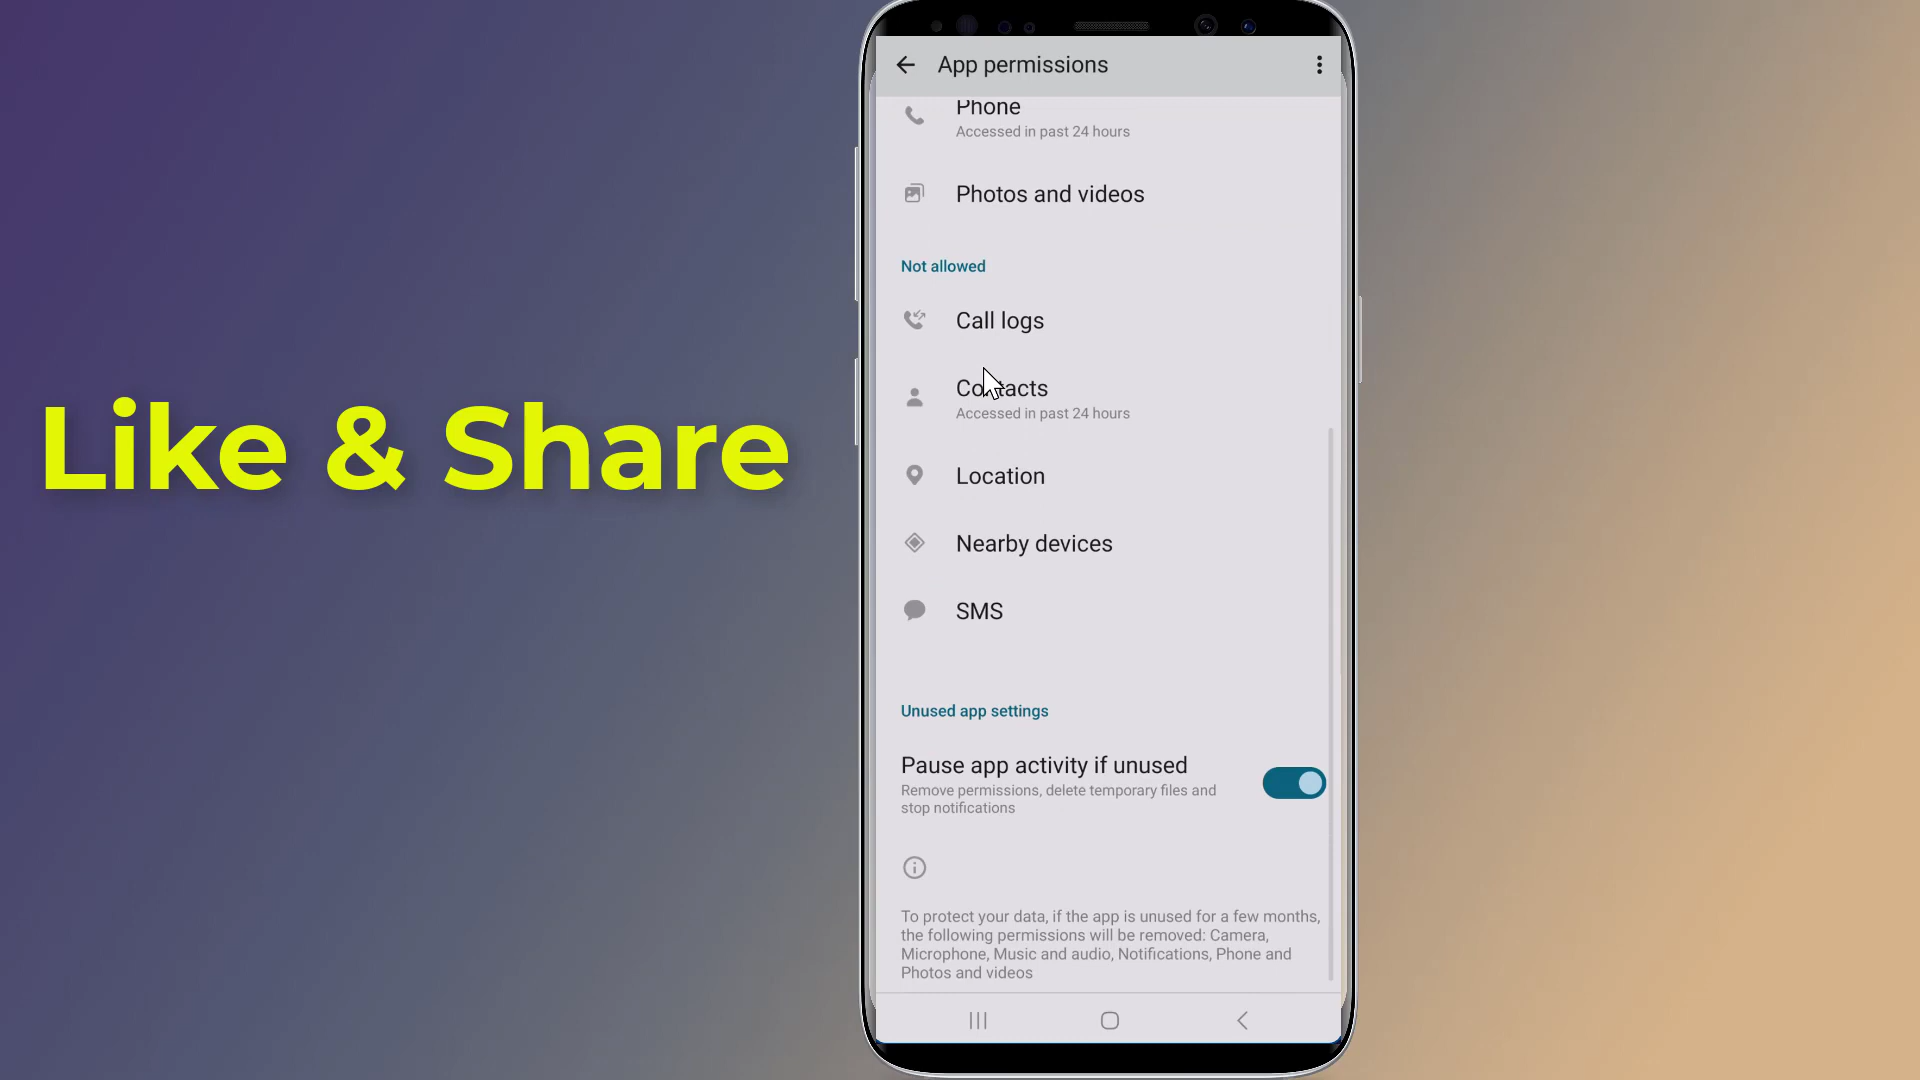 Like & Share
App permissions
Phone
Accessed in past 24 hours
Photos and videos
Not allowed
Call logs
Contacts
Accessed in past 24 hours
Location
Nearby devices
SMS
Unused app settings
Pause app activity if unused
Remove permissions, delete temporary files and
stop notifications
To protect your data, if the app is unused for a few months,
the following permissions will be removed: Camera,
Microphone, Music and audio, Notifications, Phone and
Photos and videos